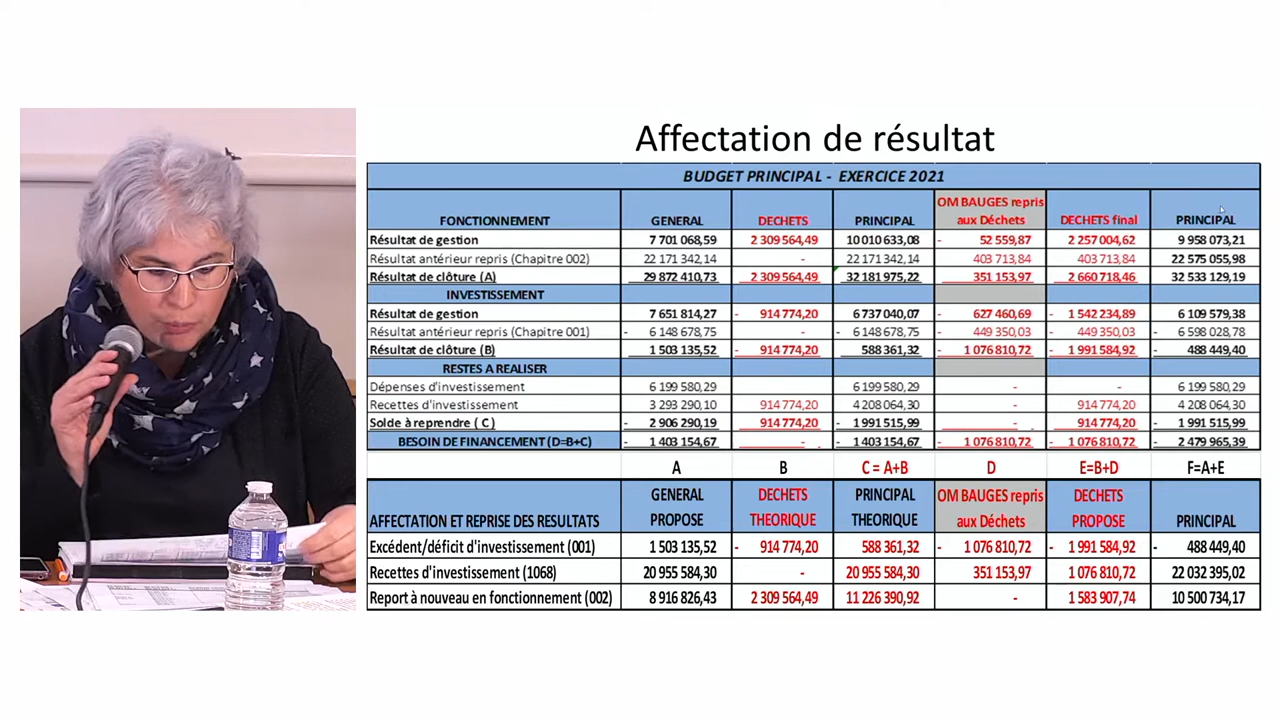 Affectation de résultat
BUDGET PRINCIPAL - EXERCICE 2021
FONCTIONNEMENT GENERAL DECHETS PRINCIPAL OM BAUGES repris aux Déchets DECHETS final PRINCIPAL
Résultat de gestion 7 701 068,59 2 309 564,49 10 010 633,08 - 52 559,87 2 257 004,62 9 958 073,21
Résultat antérieur repris (Chapitre 002) 22 171 342,14 - 22 171 342,14 403 713,84 403 713,84 22 575 055,98
Résultat de clôture (A) 29 872 410,73 2 309 564,49 32 181 975,22 351 153,97 2 660 718,46 32 533 129,19
INVESTISSEMENT
Résultat de gestion 7 651 814,27 - 914 774,20 6 737 040,07 - 627 460,69 - 1 542 234,89 6 109 579,38
Résultat antérieur repris (Chapitre 001) - 6 148 678,75 - 6 148 678,75 - 449 350,03 - 449 350,03 - 6 598 028,78
Résultat de clôture (B) 1 503 135,52 - 914 774,20 588 361,32 - 1 076 810,72 - 1 991 584,92 - 488 449,40
RESTES A REALISER
Dépenses d'investissement 6 199 580,29 6 199 580,29 - - 6 199 580,29
Recettes d'investissement 3 293 290,10 914 774,20 4 208 064,30 - 914 774,20 4 208 064,30
Solde à reprendre ( C ) - 2 906 290,19 914 774,20 - 1 991 515,99 - 914 774,20 - 1 991 515,99
BESOIN DE FINANCEMENT (D=B+C) - 1 403 154,67 - - 1 403 154,67 - 1 076 810,72 - 1 076 810,72 - 2 479 965,39
A B C = A+B D E=B+D F=A+E
AFFECTATION ET REPRISE DES RESULTATS GENERAL PROPOSE DECHETS THEORIQUE PRINCIPAL THEORIQUE OM BAUGES repris aux Déchets DECHETS PROPOSE PRINCIPAL
Excédent/déficit d'investissement (001) 1 503 135,52 - 914 774,20 588 361,32 - 1 076 810,72 - 1 991 584,92 - 488 449,40
Recettes d'investissement (1068) 20 955 584,30 - 20 955 584,30 351 153,97 1 076 810,72 22 032 395,02
Report à nouveau en fonctionnement (002) 8 916 826,43 2 309 564,49 11 226 390,92 - 1 583 907,74 10 500 734,17